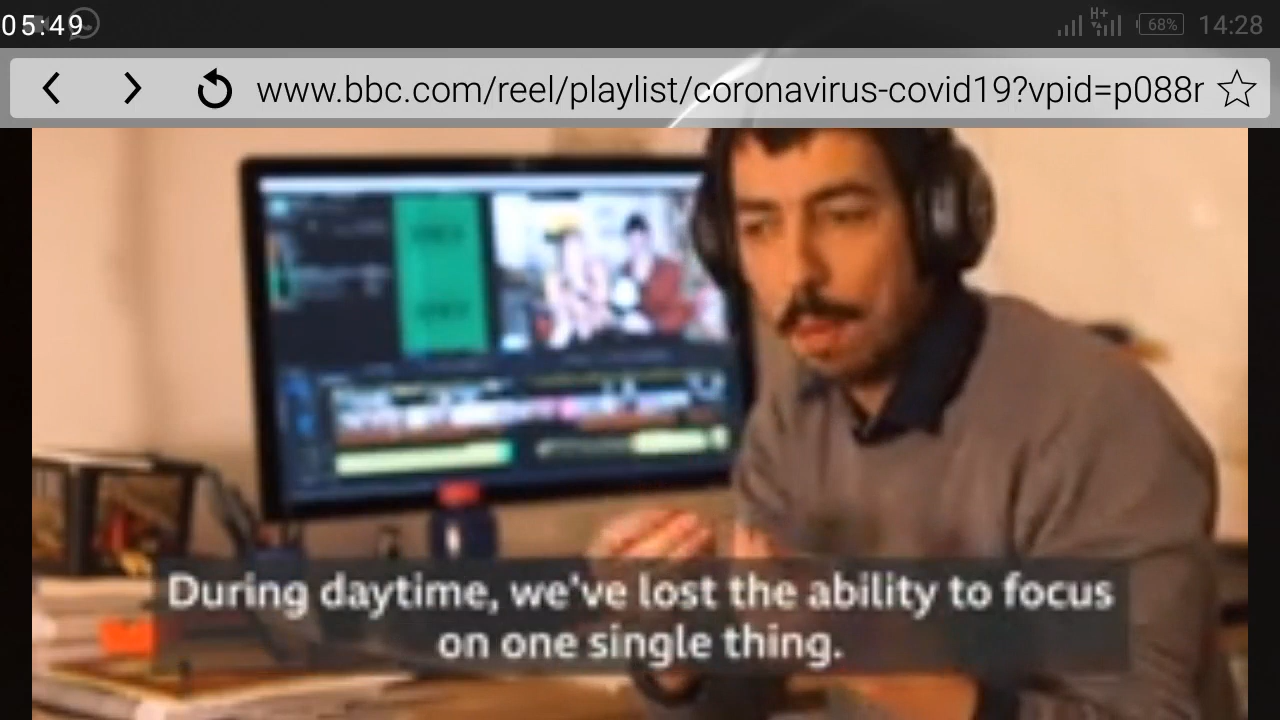 05:49
H+
68%
14:28
www.bbc.com/reel/playlist/coronavirus-covid19?vpid=p088r
During daytime, we've lost the ability to focus
on one single thing.